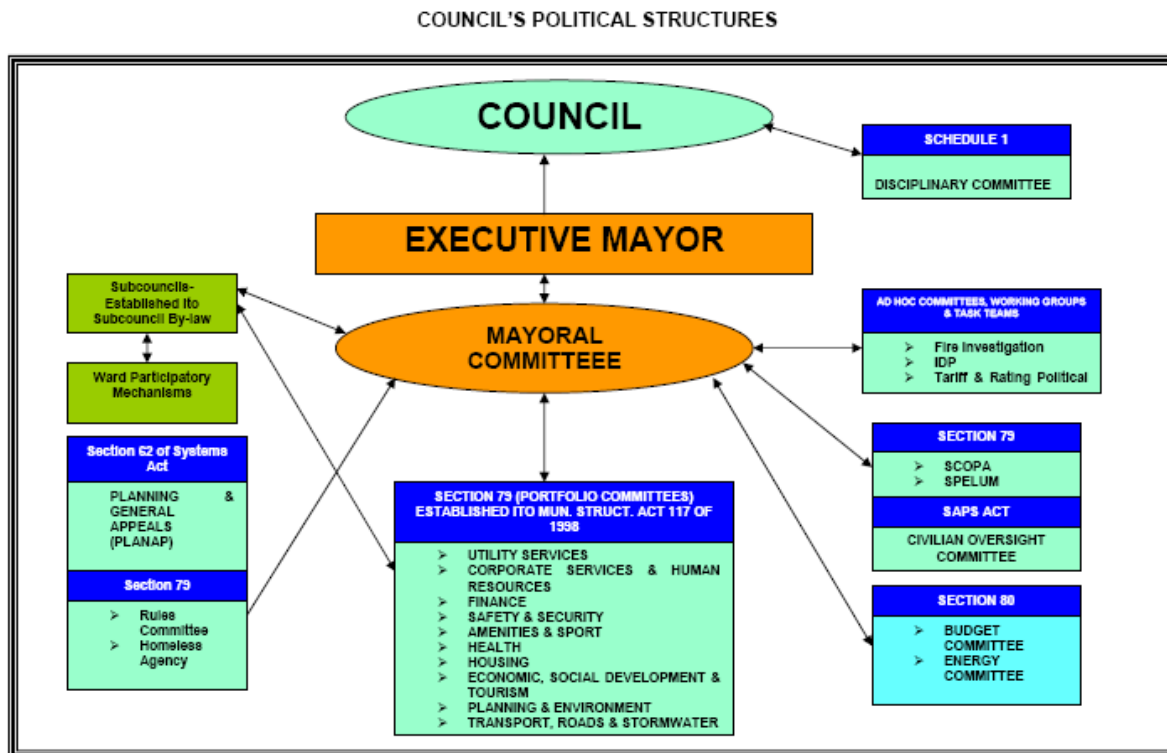 COUNCIL'S POLITICAL STRUCTURES
COUNCIL
SCHEDULE 1
DISCIPLINARY COMMITTEE
EXECUTIVE MAYOR
Subcouncils-
Established ito
Subcouncil By-law
Ward Participatory
Mechanisms
MAYORAL
COMMITTEEE
AD HOC COMMITTEES, WORKING GROUPS
& TASK TEAMS
➢ Fire Investigation
➢ IDP
➢ Tariff & Rating Political
Section 62 of Systems
Act
PLANNING &
GENERAL
APPEALS
(PLANAP)
Section 79
➢ Rules
Committee
➢ Homeless
Agency
SECTION 79 (PORTFOLIO COMMITTEES)
ESTABLISHED ITO MUN. STRUCT. ACT 117 OF
1998
➢ UTILITY SERVICES
➢ CORPORATE SERVICES & HUMAN
RESOURCES
➢ FINANCE
➢ SAFETY & SECURITY
➢ AMENITIES & SPORT
➢ HEALTH
➢ HOUSING
➢ ECONOMIC, SOCIAL DEVELOPMENT &
TOURISM
➢ PLANNING & ENVIRONMENT
➢ TRANSPORT, ROADS & STORMWATER
SECTION 79
➢ SCOPA
➢ SPELUM
SAPS ACT
CIVILIAN OVERSIGHT
COMMITTEE
SECTION 80
➢ BUDGET
COMMITTEE
➢ ENERGY
COMMITTEE